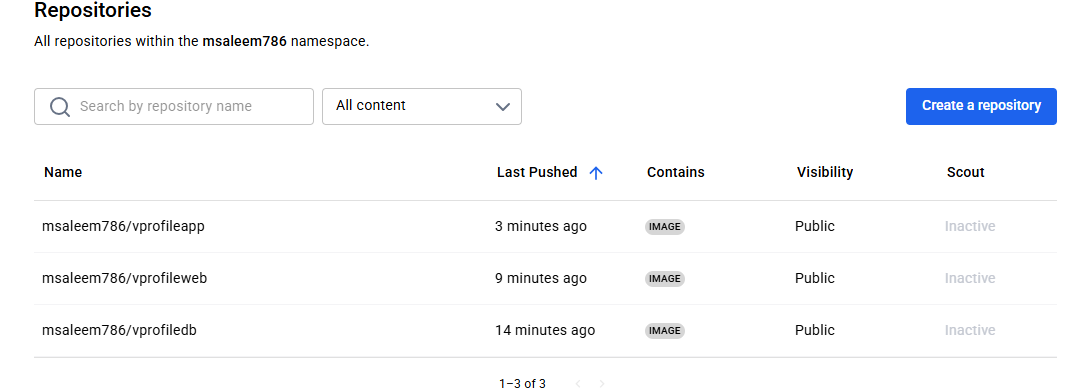 Repositories
All repositories within the msaleem786 namespace.
Search by repository name All content Create a repository
Name Last Pushed Contains Visibility Scout
msaleem786/vprofileapp 3 minutes ago IMAGE Public Inactive
msaleem786/vprofileweb 9 minutes ago IMAGE Public Inactive
msaleem786/vprofiledb 14 minutes ago IMAGE Public Inactive
1–3 of 3